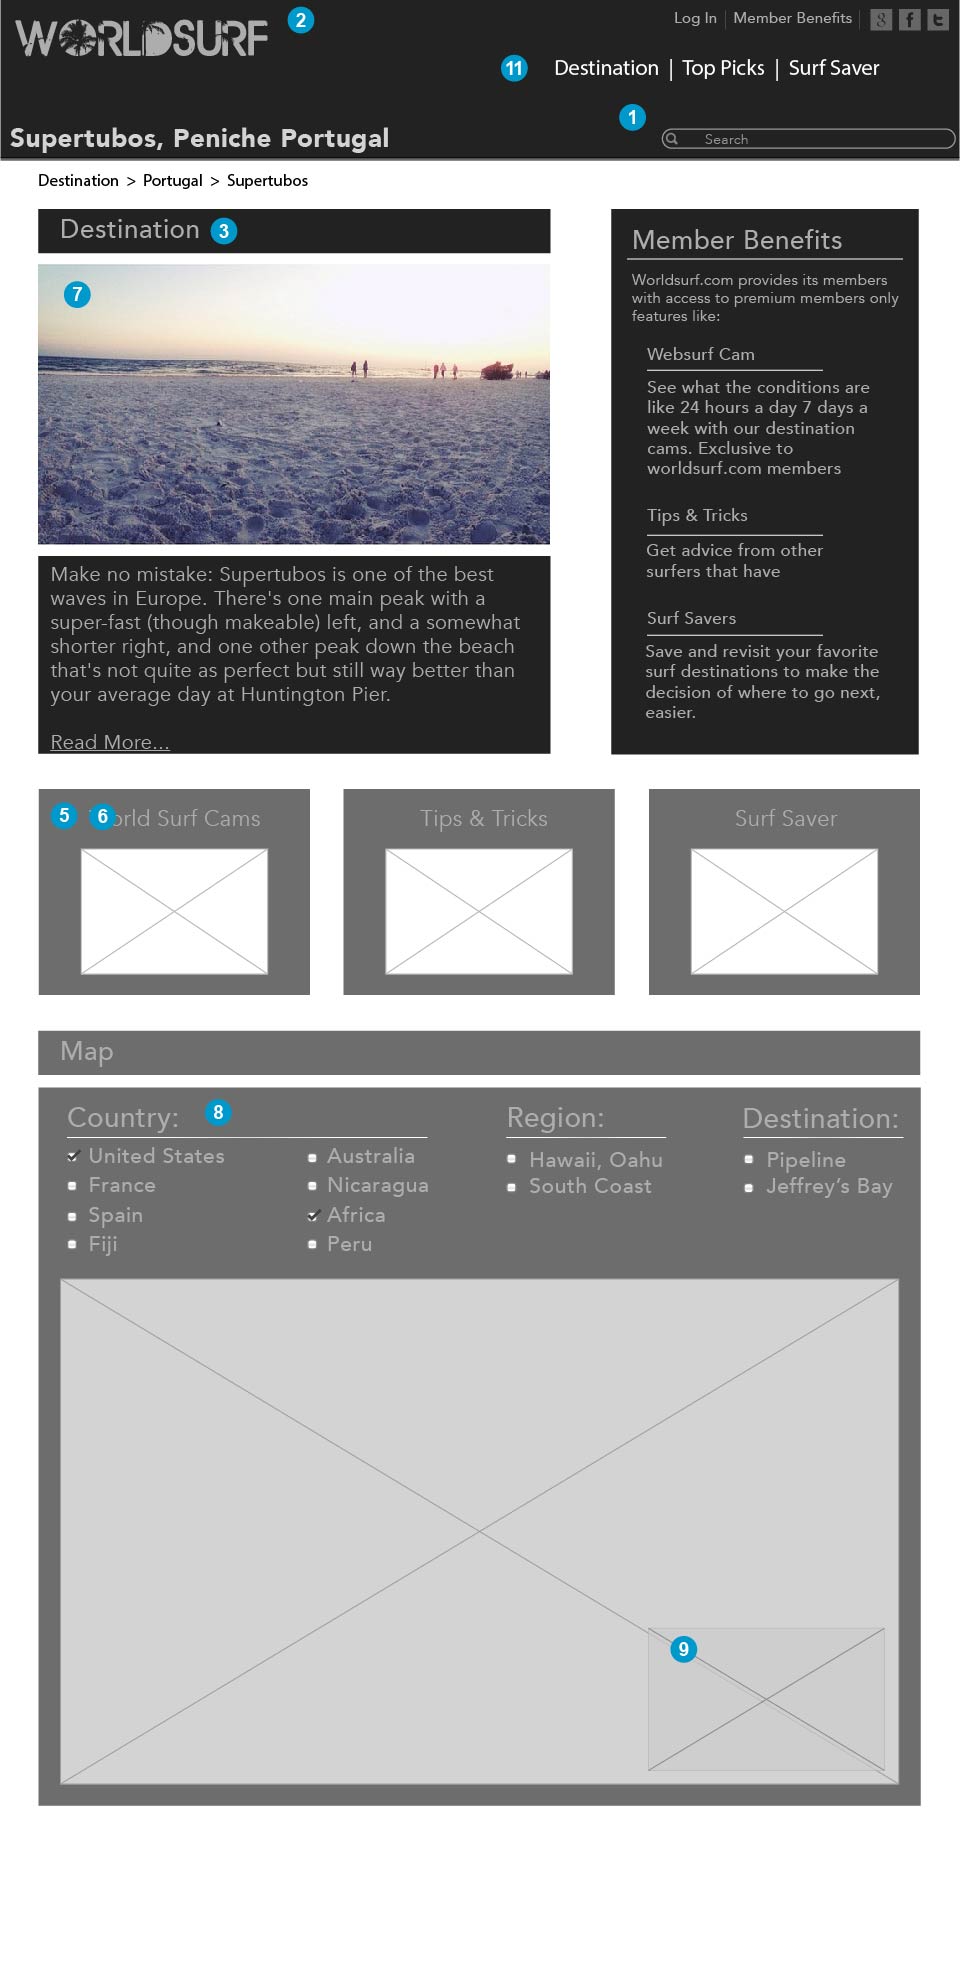 WORLDSURF
2
Log In | Member Benefits
11 Destination | Top Picks | Surf Saver
1
Supertubos, Peniche Portugal
Search
Destination > Portugal > Supertubos
Destination 3
7
Make no mistake: Supertubos is one of the best
waves in Europe. There's one main peak with a
super-fast (though makeable) left, and a somewhat
shorter right, and one other peak down the beach
that's not quite as perfect but still way better than
your average day at Huntington Pier.
Read More...
Member Benefits
Worldsurf.com provides its members
with access to premium members only
features like:
Websurf Cam
See what the conditions are
like 24 hours a day 7 days a
week with our destination
cams. Exclusive to
worldsurf.com members
Tips & Tricks
Get advice from other
surfers that have
Surf Savers
Save and revisit your favorite
surf destinations to make the
decision of where to go next,
easier.
5 6 World Surf Cams
Tips & Tricks
Surf Saver
Map
Country: 8
United States
France
Spain
Fiji
Australia
Nicaragua
Africa
Peru
Region:
Hawaii, Oahu
South Coast
Destination:
Pipeline
Jeffrey’s Bay
9